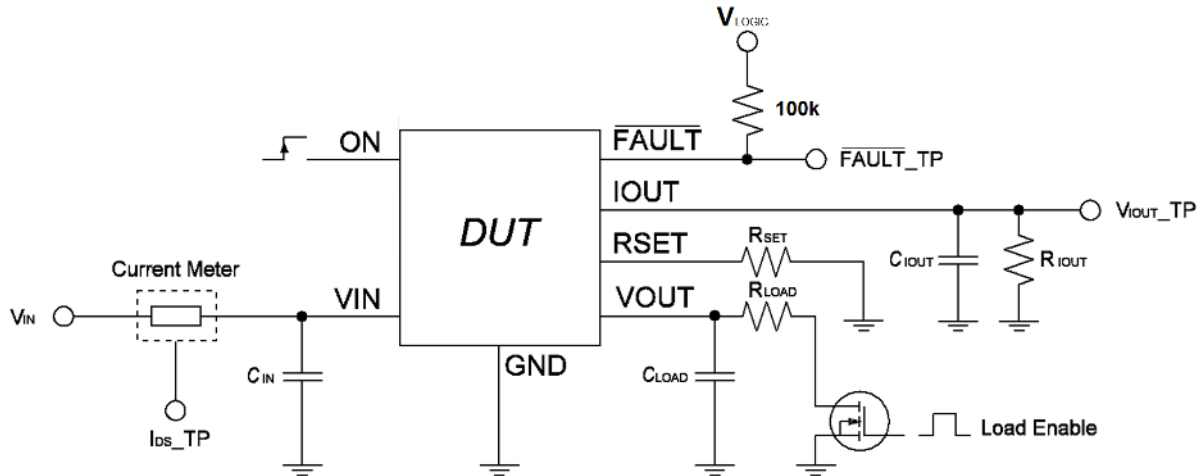 VLOGIC
100k
ON
FAULT
FAULT_TP
IOUT
VIOUT_TP
DUT
RSET
RSET
CIOUT
RIOUT
Current Meter
RLOAD
VIN
VIN
VOUT
GND
CIN
CLOAD
IDS_TP
Load Enable